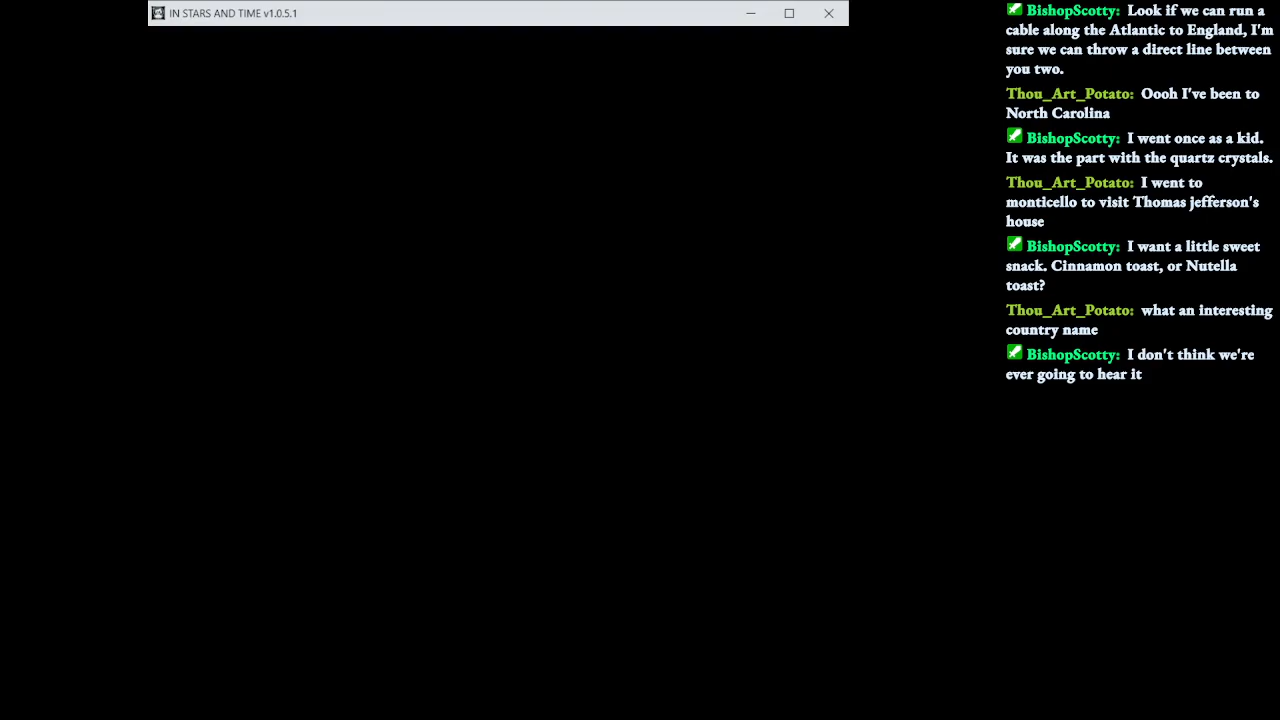 IN STARS AND TIME v1.0.5.1
BishopScotty: Look if we can run a
cable along the Atlantic to England, I'm
sure we can throw a direct line between
you two.
Thou_Art_Potato: Oooh I've been to
North Carolina
BishopScotty: I went once as a kid.
It was the part with the quartz crystals.
Thou_Art_Potato: I went to
monticello to visit Thomas jefferson's
house
BishopScotty: I want a little sweet
snack. Cinnamon toast, or Nutella
toast?
Thou_Art_Potato: what an interesting
country name
BishopScotty: I don't think we're
ever going to hear it